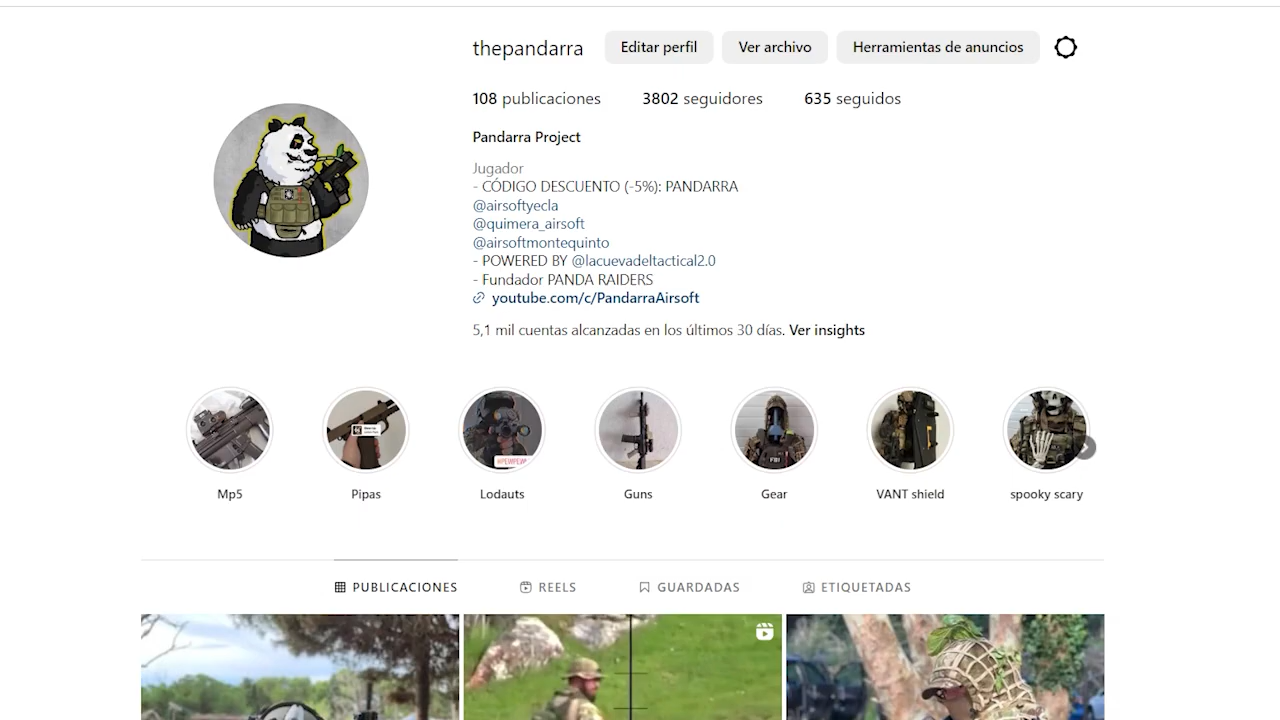 thepandarra Editar perfil Ver archivo Herramientas de anuncios
108 publicaciones 3802 seguidores 635 seguidos
Pandarra Project
Jugador
- CÓDIGO DESCUENTO (-5%): PANDARRA
@airsoftyecla
@quimera_airsoft
@airsoftmontequinto
- POWERED BY @lacuevadeltactical2.0
- Fundador PANDA RAIDERS
youtube.com/c/PandarraAirsoft
5,1 mil cuentas alcanzadas en los últimos 30 días. Ver insights
Mp5 Pipas Lodauts Guns Gear VANT shield spooky scary
PUBLICACIONES REELS GUARDADAS ETIQUETADAS